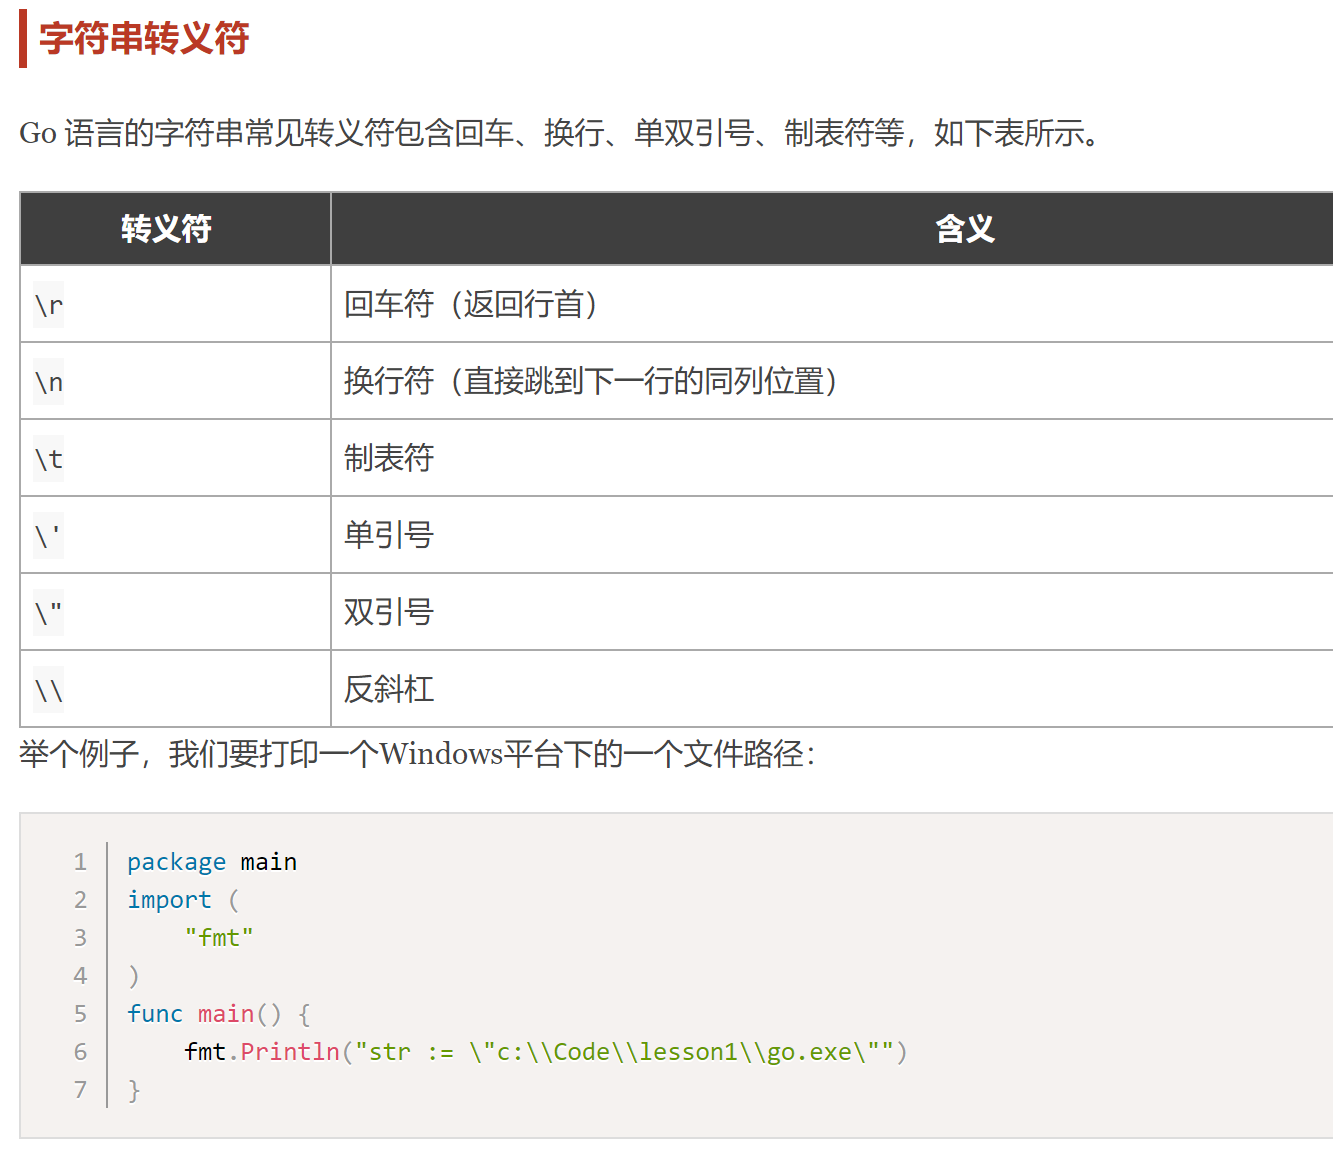 字符串转义符
Go 语言的字符串常见转义符包含回车、换行、单双引号、制表符等，如下表所示。
转义符 含义
\r 回车符（返回行首）
\n 换行符（直接跳到下一行的同列位置）
\t 制表符
\' 单引号
\" 双引号
\\ 反斜杠
举个例子，我们要打印一个Windows平台下的一个文件路径：
1 package main
2 import (
3     "fmt"
4 )
5 func main() {
6     fmt.Println("str := \"c:\\Code\\lesson1\\go.exe\"")
7 }